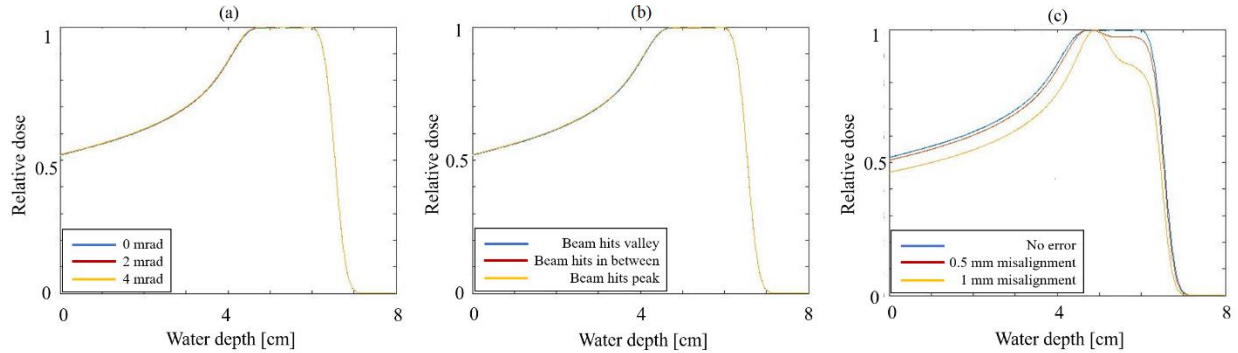 (a)
Relative dose
1
0.5
0
0 mrad
2 mrad
4 mrad
0
4
8
Water depth [cm]
(b)
Relative dose
1
0.5
0
Beam hits valley
Beam hits in between
Beam hits peak
0
4
8
Water depth [cm]
(c)
Relative dose
1
0.5
0
No error
0.5 mm misalignment
1 mm misalignment
0
4
8
Water depth [cm]